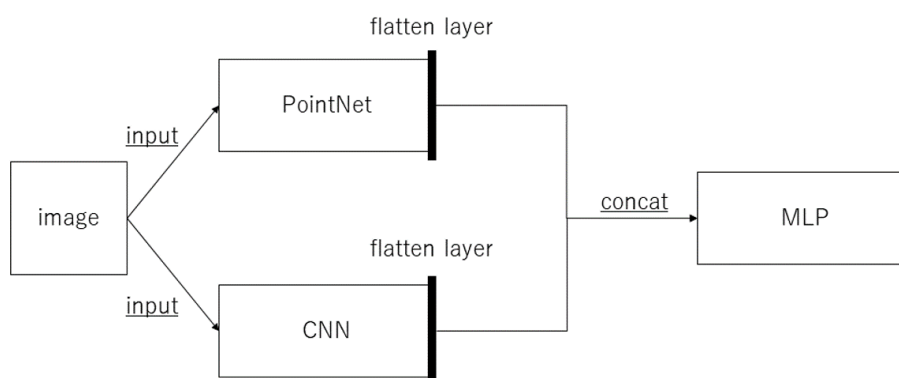 flatten layer
PointNet
input
image
concat
MLP
flatten layer
input
CNN